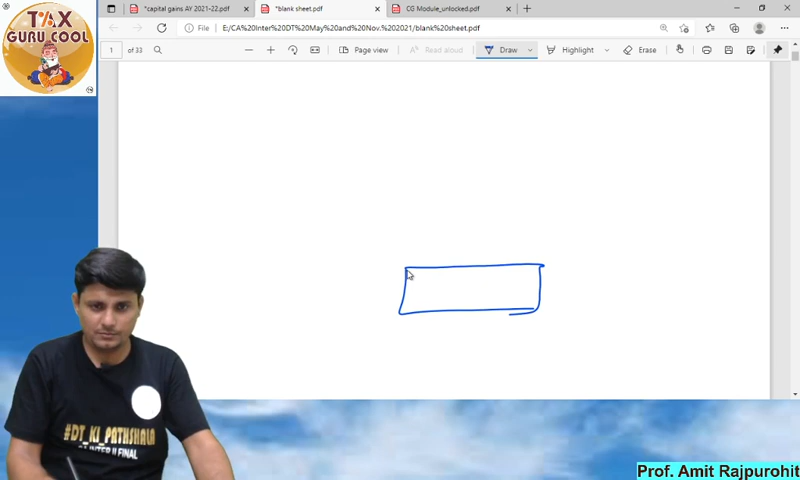 TAX
GURU COOL
*capital gains AY 2021-22.pdf
*blank sheet.pdf
CG Module_unlocked.pdf
File
E:/CA%20Inter%20DT%20May%20and%20Nov.%202021/blank%20sheet.pdf
1
of 33
Page view
Read aloud
Draw
Highlight
Erase
#DT_KI_PATHSHALA
CA INTER || FINAL
Prof. Amit Rajpurohit